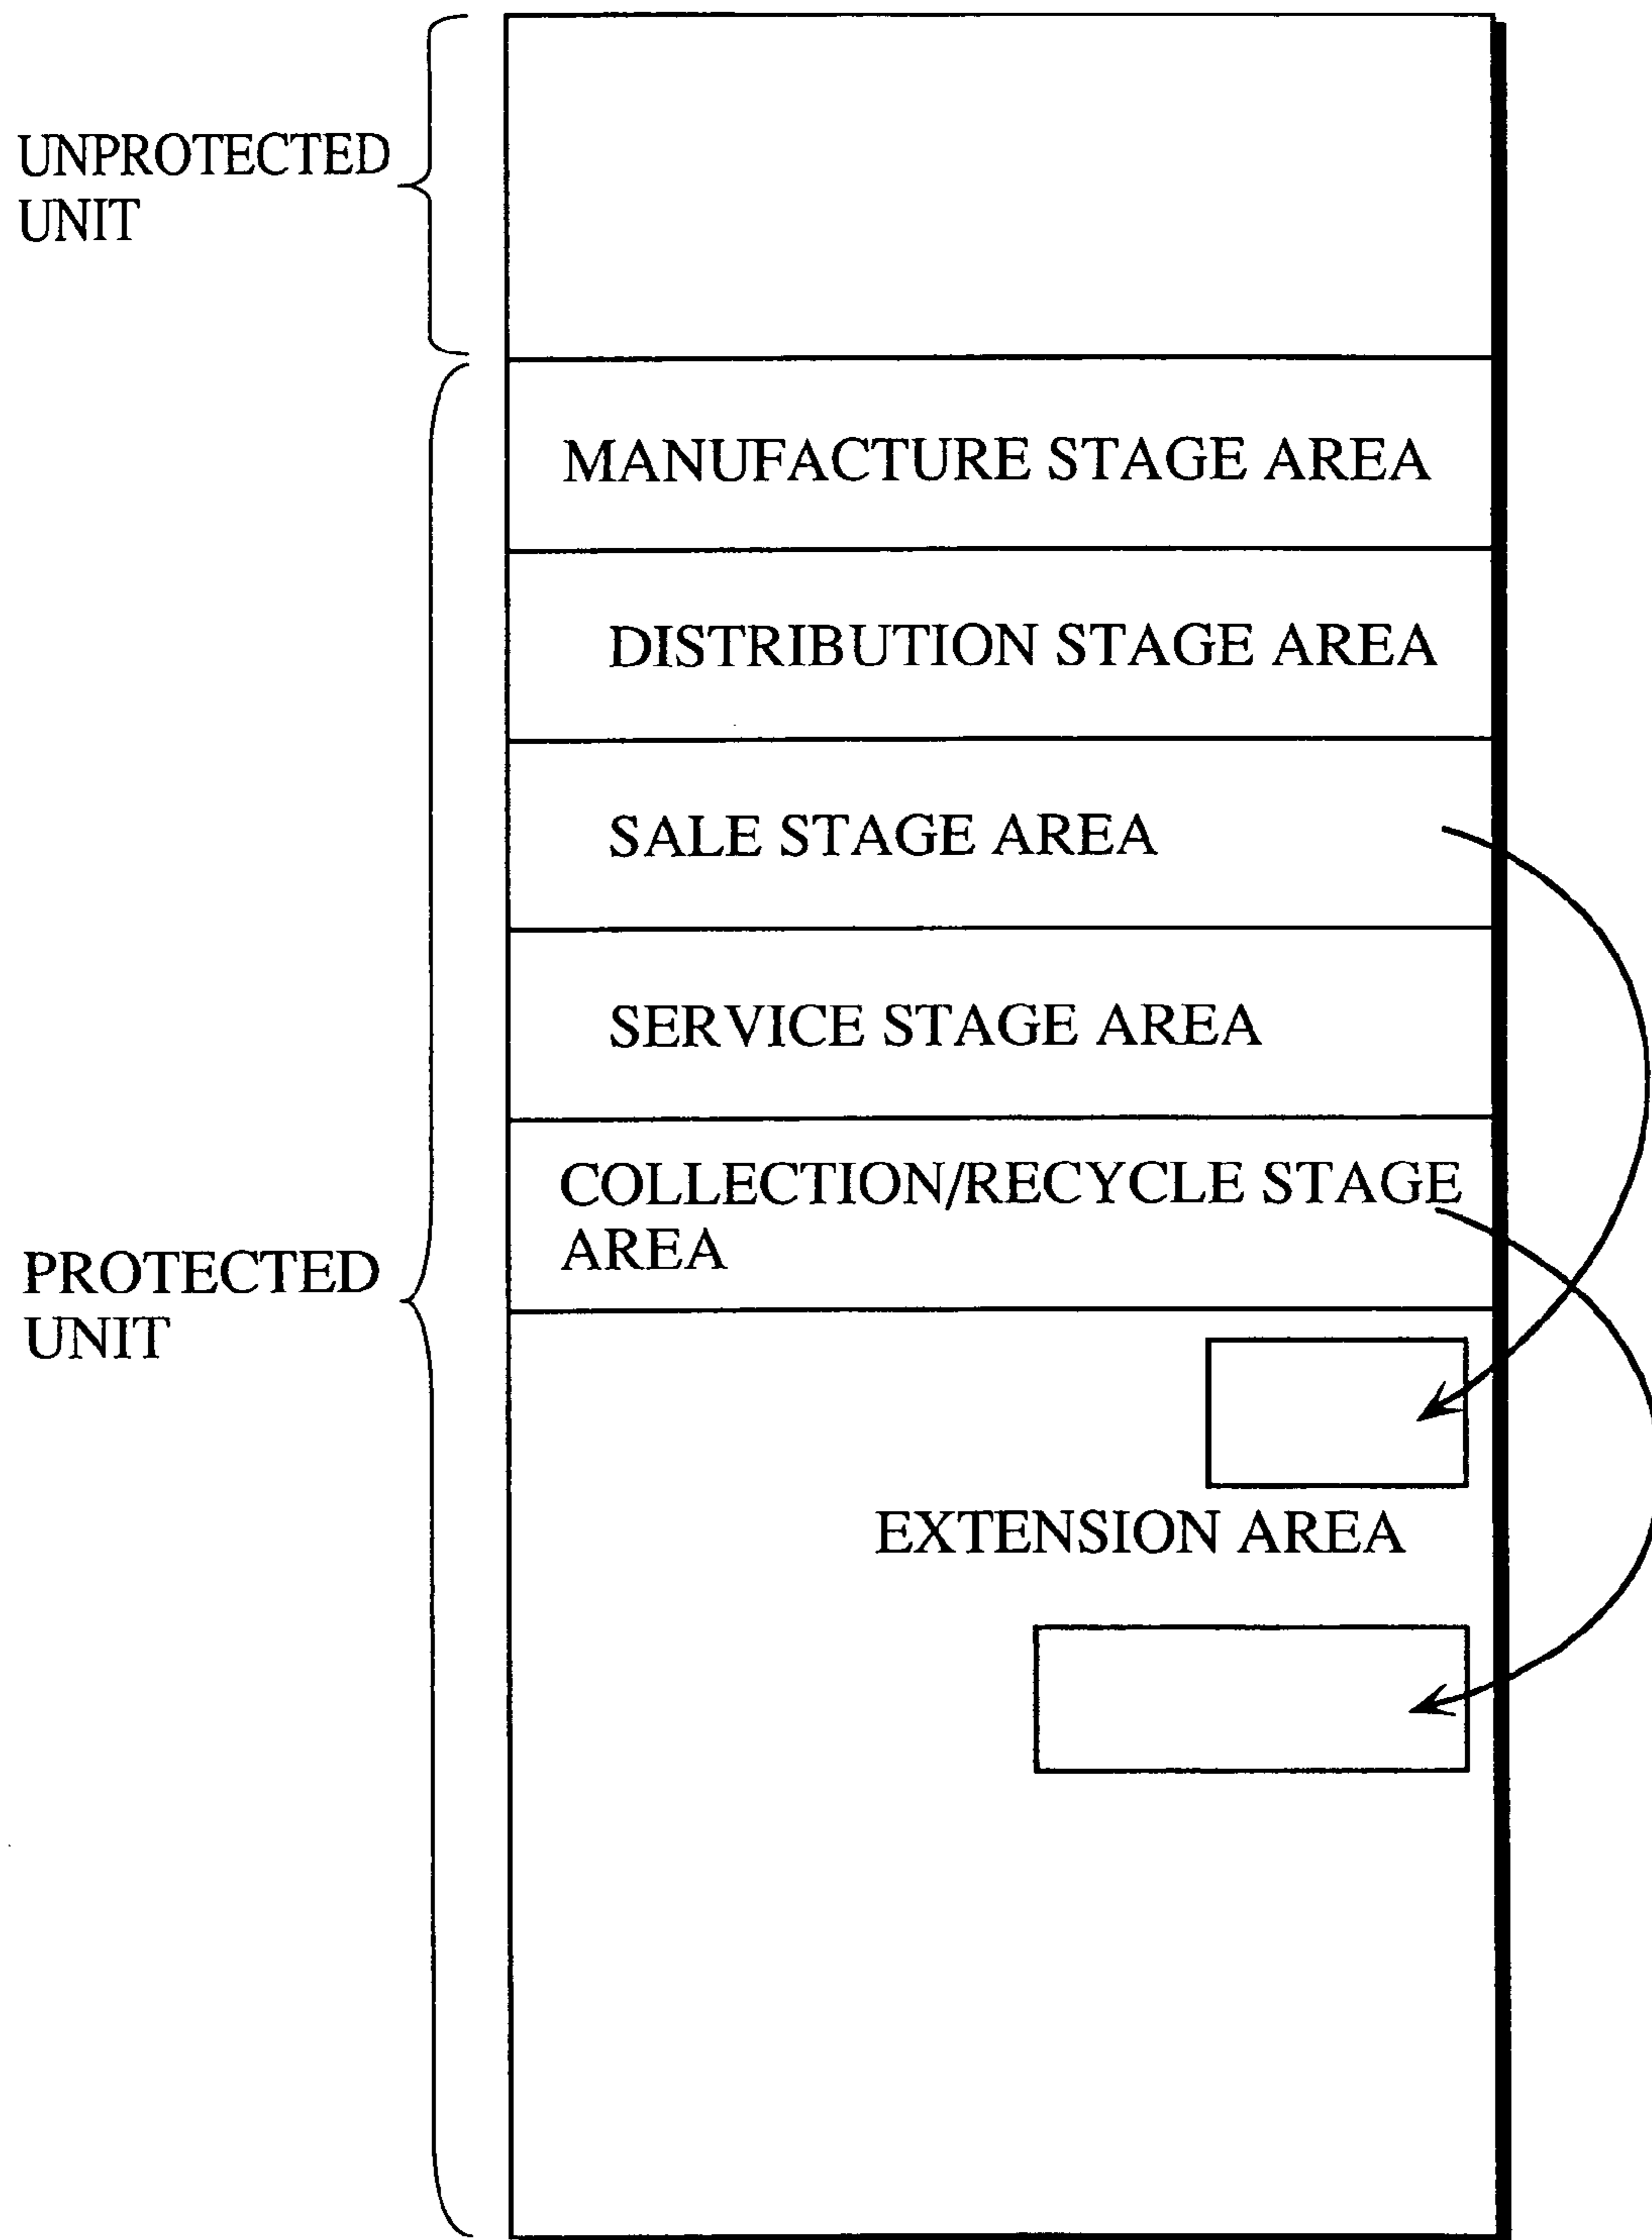 UNPROTECTED
UNIT
MANUFACTURE STAGE AREA
DISTRIBUTION STAGE AREA
SALE STAGE AREA
SERVICE STAGE AREA
COLLECTION/RECYCLE STAGE
AREA
PROTECTED
UNIT
EXTENSION AREA